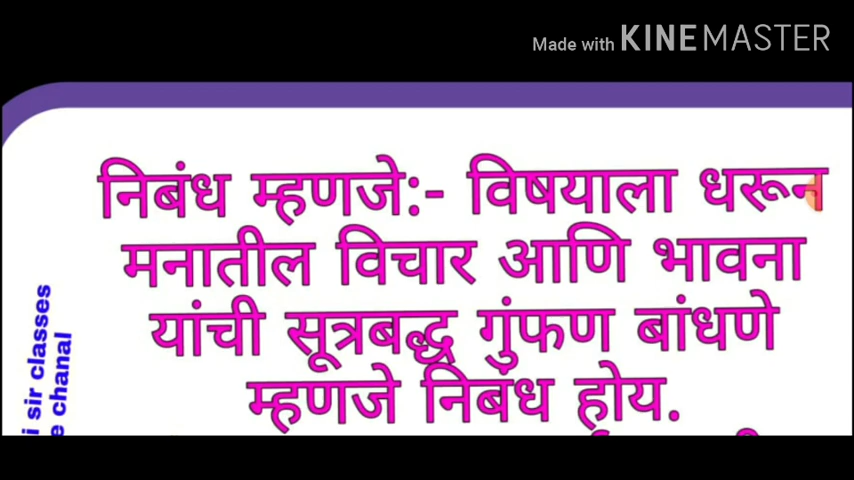 Made with KINEMASTER
निबंध म्हणजे:- विषयाला धरून
मनातील विचार आणि भावना
यांची सूत्रबद्ध गुंफण बांधणे
म्हणजे निबंध होय.
sir classes
chanal